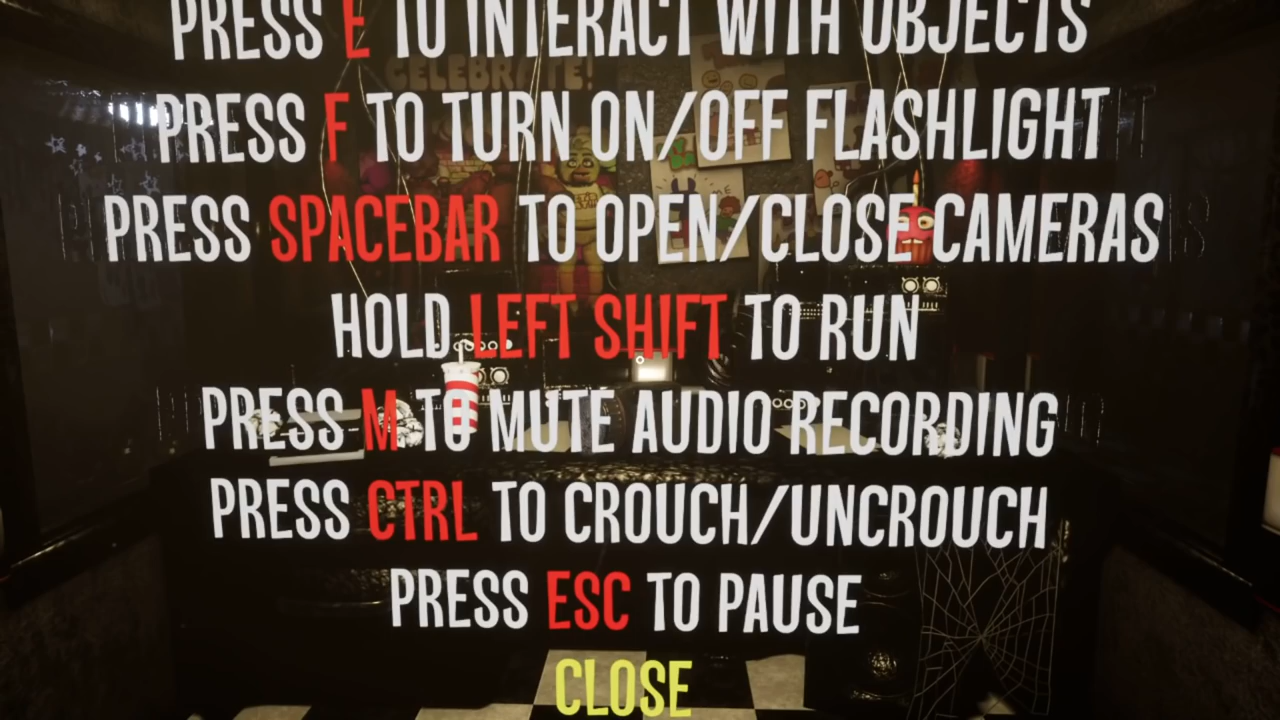 PRESS E TO INTERACT WITH OBJECTS
CELEBRATE!
PRESS F TO TURN ON/OFF FLASHLIGHT
PRESS SPACEBAR TO OPEN/CLOSE CAMERAS
HOLD LEFT SHIFT TO RUN
PRESS M TO MUTE AUDIO RECORDING
PRESS CTRL TO CROUCH/UNCROUCH
PRESS ESC TO PAUSE
CLOSE